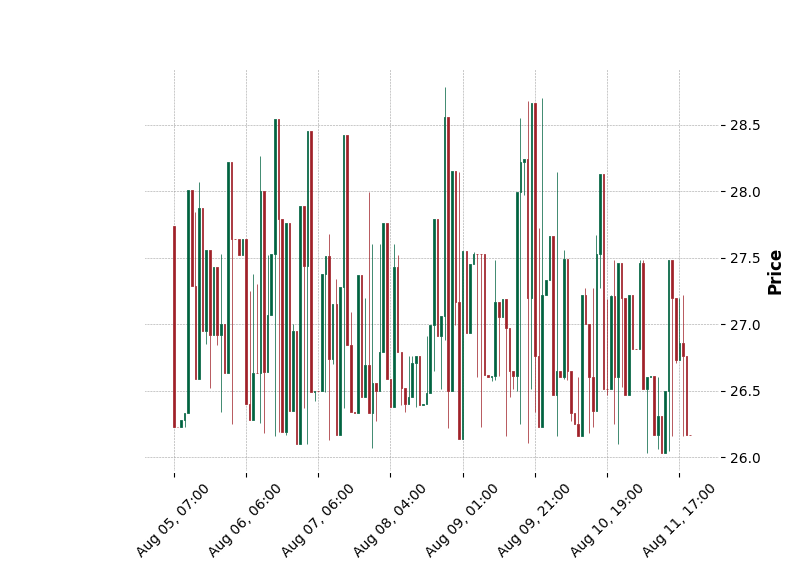 28.5
28.0
27.5
27.0
26.5
26.0
Price
Aug 05, 07:00
Aug 06, 06:00
Aug 07, 06:00
Aug 08, 04:00
Aug 09, 01:00
Aug 09, 21:00
Aug 10, 19:00
Aug 11, 17:00